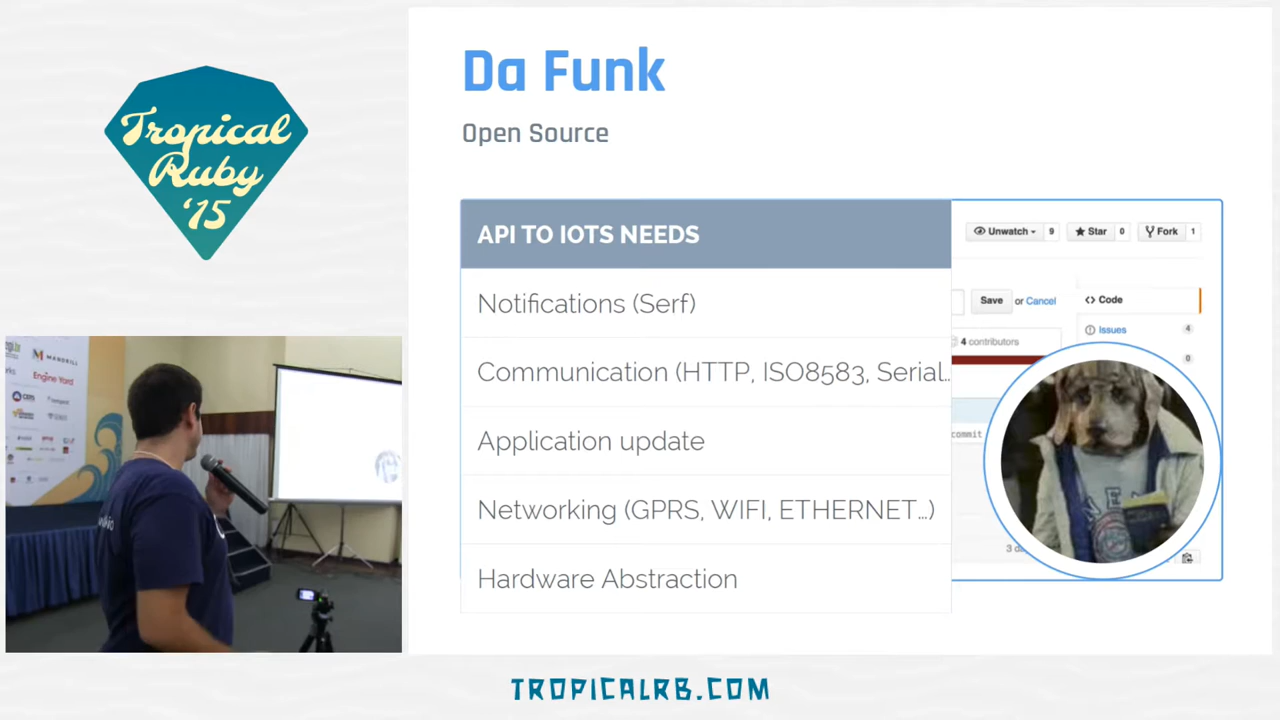 Tropical
Ruby
'15
Da Funk
Open Source
API TO IOTS NEEDS
Notifications (Serf)
Communication (HTTP, ISO8583, Serial..
Application update
Networking (GPRS, WIFI, ETHERNET...)
Hardware Abstraction
Unwatch 9
Star 0
Fork 1
Save or Cancel
Code
Issues 4
4 contributors
0
commit
MANDRILL
Engine Yard
TROPICALRB.COM